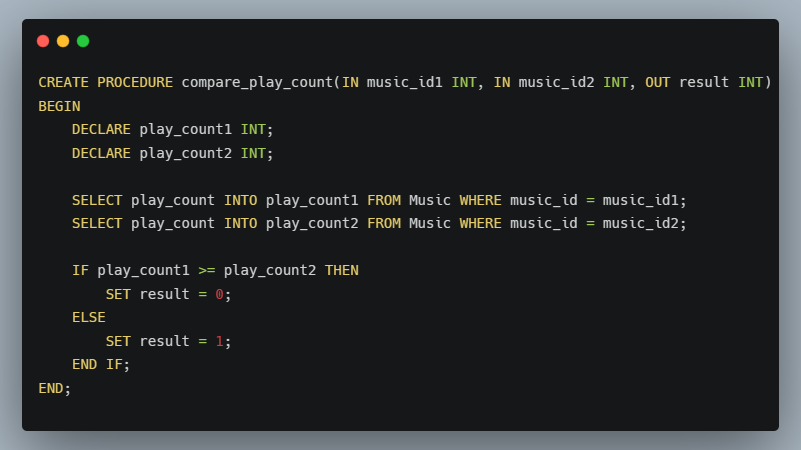 CREATE PROCEDURE compare_play_count(IN music_id1 INT, IN music_id2 INT, OUT result INT)
BEGIN
    DECLARE play_count1 INT;
    DECLARE play_count2 INT;

    SELECT play_count INTO play_count1 FROM Music WHERE music_id = music_id1;
    SELECT play_count INTO play_count2 FROM Music WHERE music_id = music_id2;

    IF play_count1 >= play_count2 THEN
        SET result = 0;
    ELSE
        SET result = 1;
    END IF;
END;